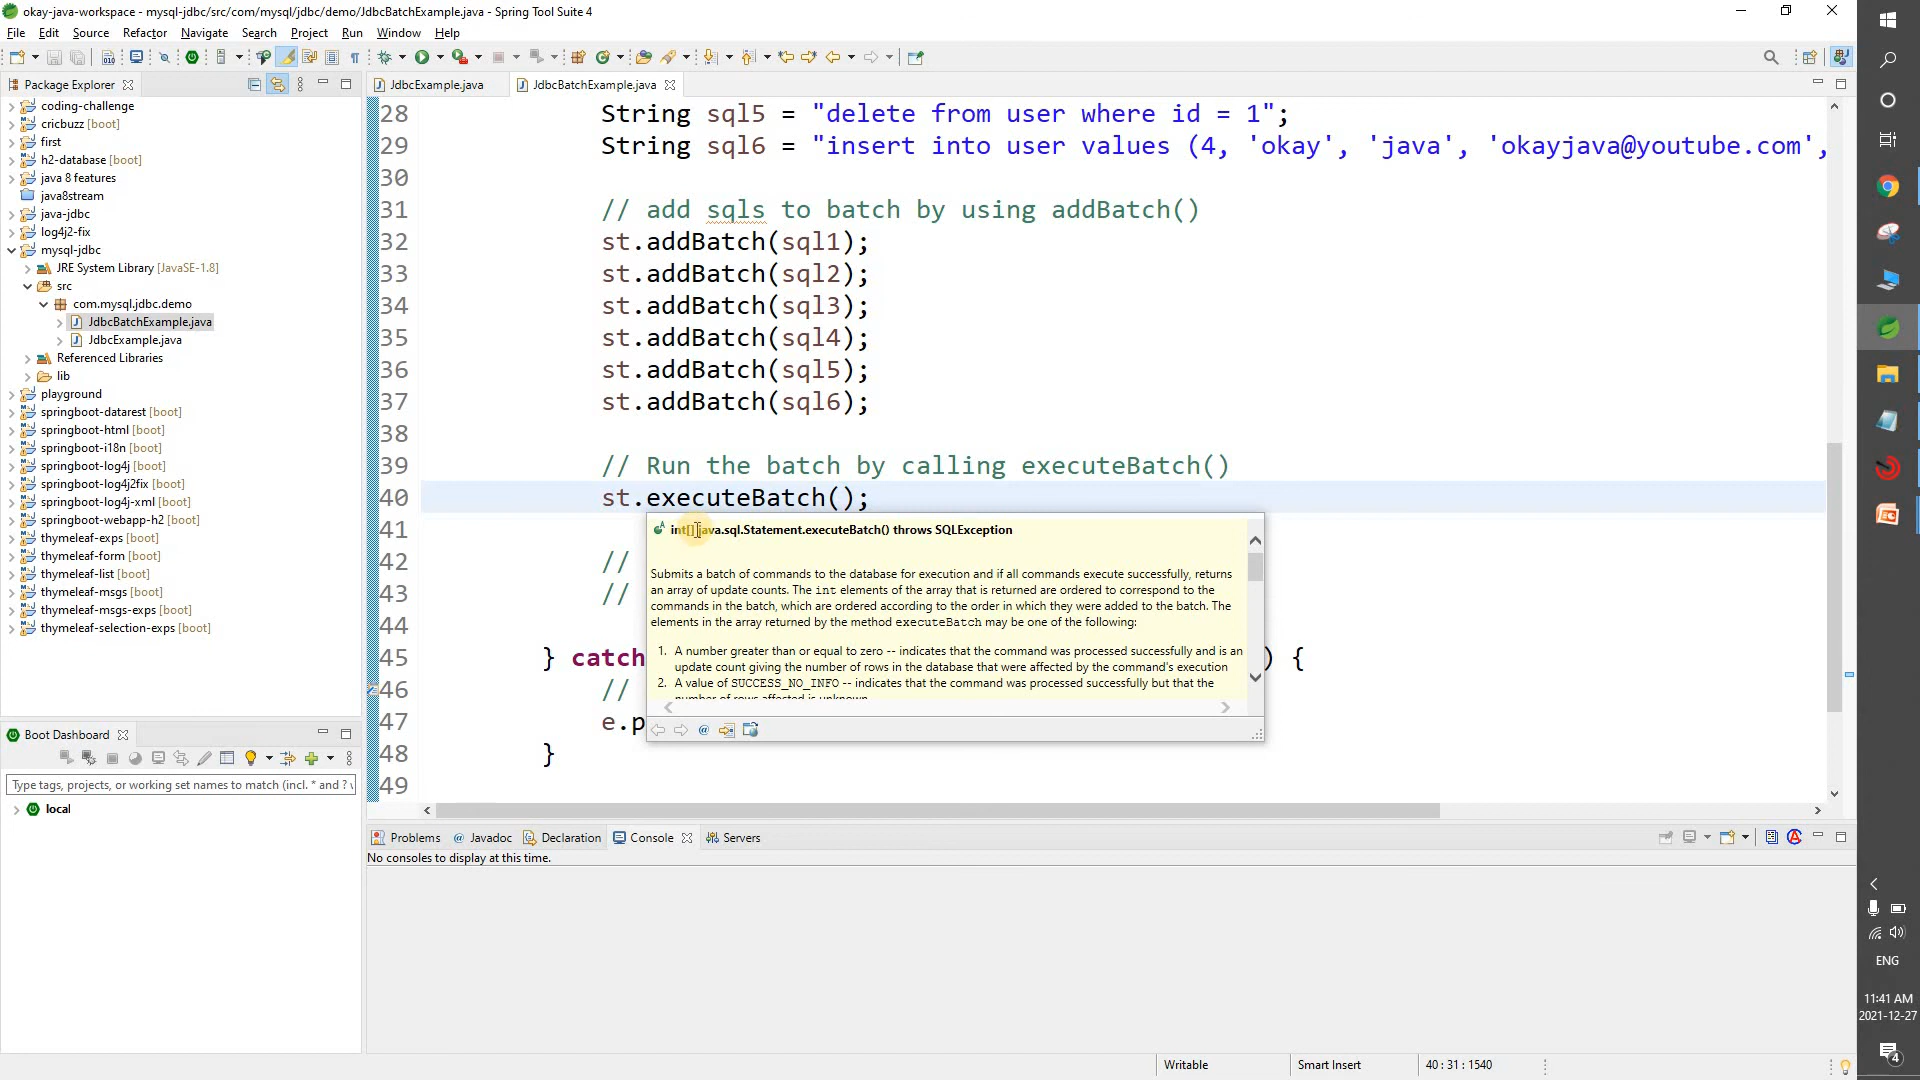 okay-java-workspace - mysql-jdbc/src/com/mysql/jdbc/demo/JdbcBatchExample.java - Spring Tool Suite 4
File Edit Source Refactor Navigate Search Project Run Window Help
Package Explorer
JdbcExample.java
JdbcBatchExample.java
coding-challenge
cricbuzz [boot]
first
h2-database [boot]
java 8 features
java8stream
java-jdbc
log4j2-fix
mysql-jdbc
JRE System Library [JavaSE-1.8]
src
com.mysql.jdbc.demo
JdbcBatchExample.java
JdbcExample.java
Referenced Libraries
lib
playground
springboot-datarest [boot]
springboot-html [boot]
springboot-i18n [boot]
springboot-log4j [boot]
springboot-log4j2fix [boot]
springboot-log4j-xml [boot]
springboot-webapp-h2 [boot]
thymeleaf-exps [boot]
thymeleaf-form [boot]
thymeleaf-list [boot]
thymeleaf-msgs [boot]
thymeleaf-msgs-exps [boot]
thymeleaf-selection-exps [boot]
Boot Dashboard
Type tags, projects, or working set names to match (incl. * and ?
local
28 String sql5 = "delete from user where id = 1";
29 String sql6 = "insert into user values (4, 'okay', 'java', 'okayjava@youtube.com',
30
31 // add sqls to batch by using addBatch()
32 st.addBatch(sql1);
33 st.addBatch(sql2);
34 st.addBatch(sql3);
35 st.addBatch(sql4);
36 st.addBatch(sql5);
37 st.addBatch(sql6);
38
39 // Run the batch by calling executeBatch()
40 st.executeBatch();
41
42 //
43 //
44
45 } catch ) {
46 //
47 e.p
48 }
49
int[] java.sql.Statement.executeBatch() throws SQLException
Submits a batch of commands to the database for execution and if all commands execute successfully, returns
an array of update counts. The int elements of the array that is returned are ordered to correspond to the
commands in the batch, which are ordered according to the order in which they were added to the batch. The
elements in the array returned by the method executeBatch may be one of the following:
1. A number greater than or equal to zero -- indicates that the command was processed successfully and is an
update count giving the number of rows in the database that were affected by the command's execution
2. A value of SUCCESS_NO_INFO -- indicates that the command was processed successfully but that the
number of rows affected is unknown
Problems @ Javadoc Declaration Console Servers
No consoles to display at this time.
Writable
Smart Insert
40 : 31 : 1540
ENG
11:41 AM
2021-12-27
4